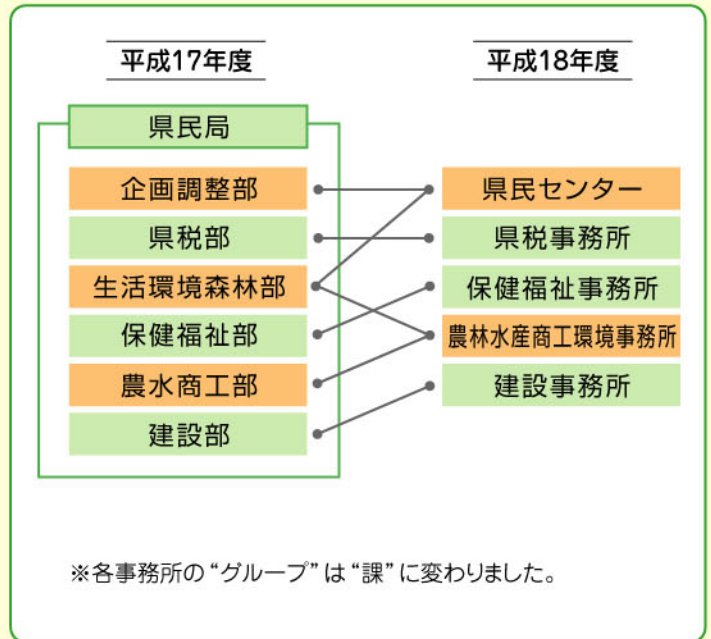 平成17年度
平成18年度
県民局
企画調整部
県民センター
県税部
県税事務所
生活環境森林部
保健福祉事務所
保健福祉部
農林水産商工環境事務所
農水商工部
建設事務所
建設部
※各事務所の“グループ”は“課”に変わりました。